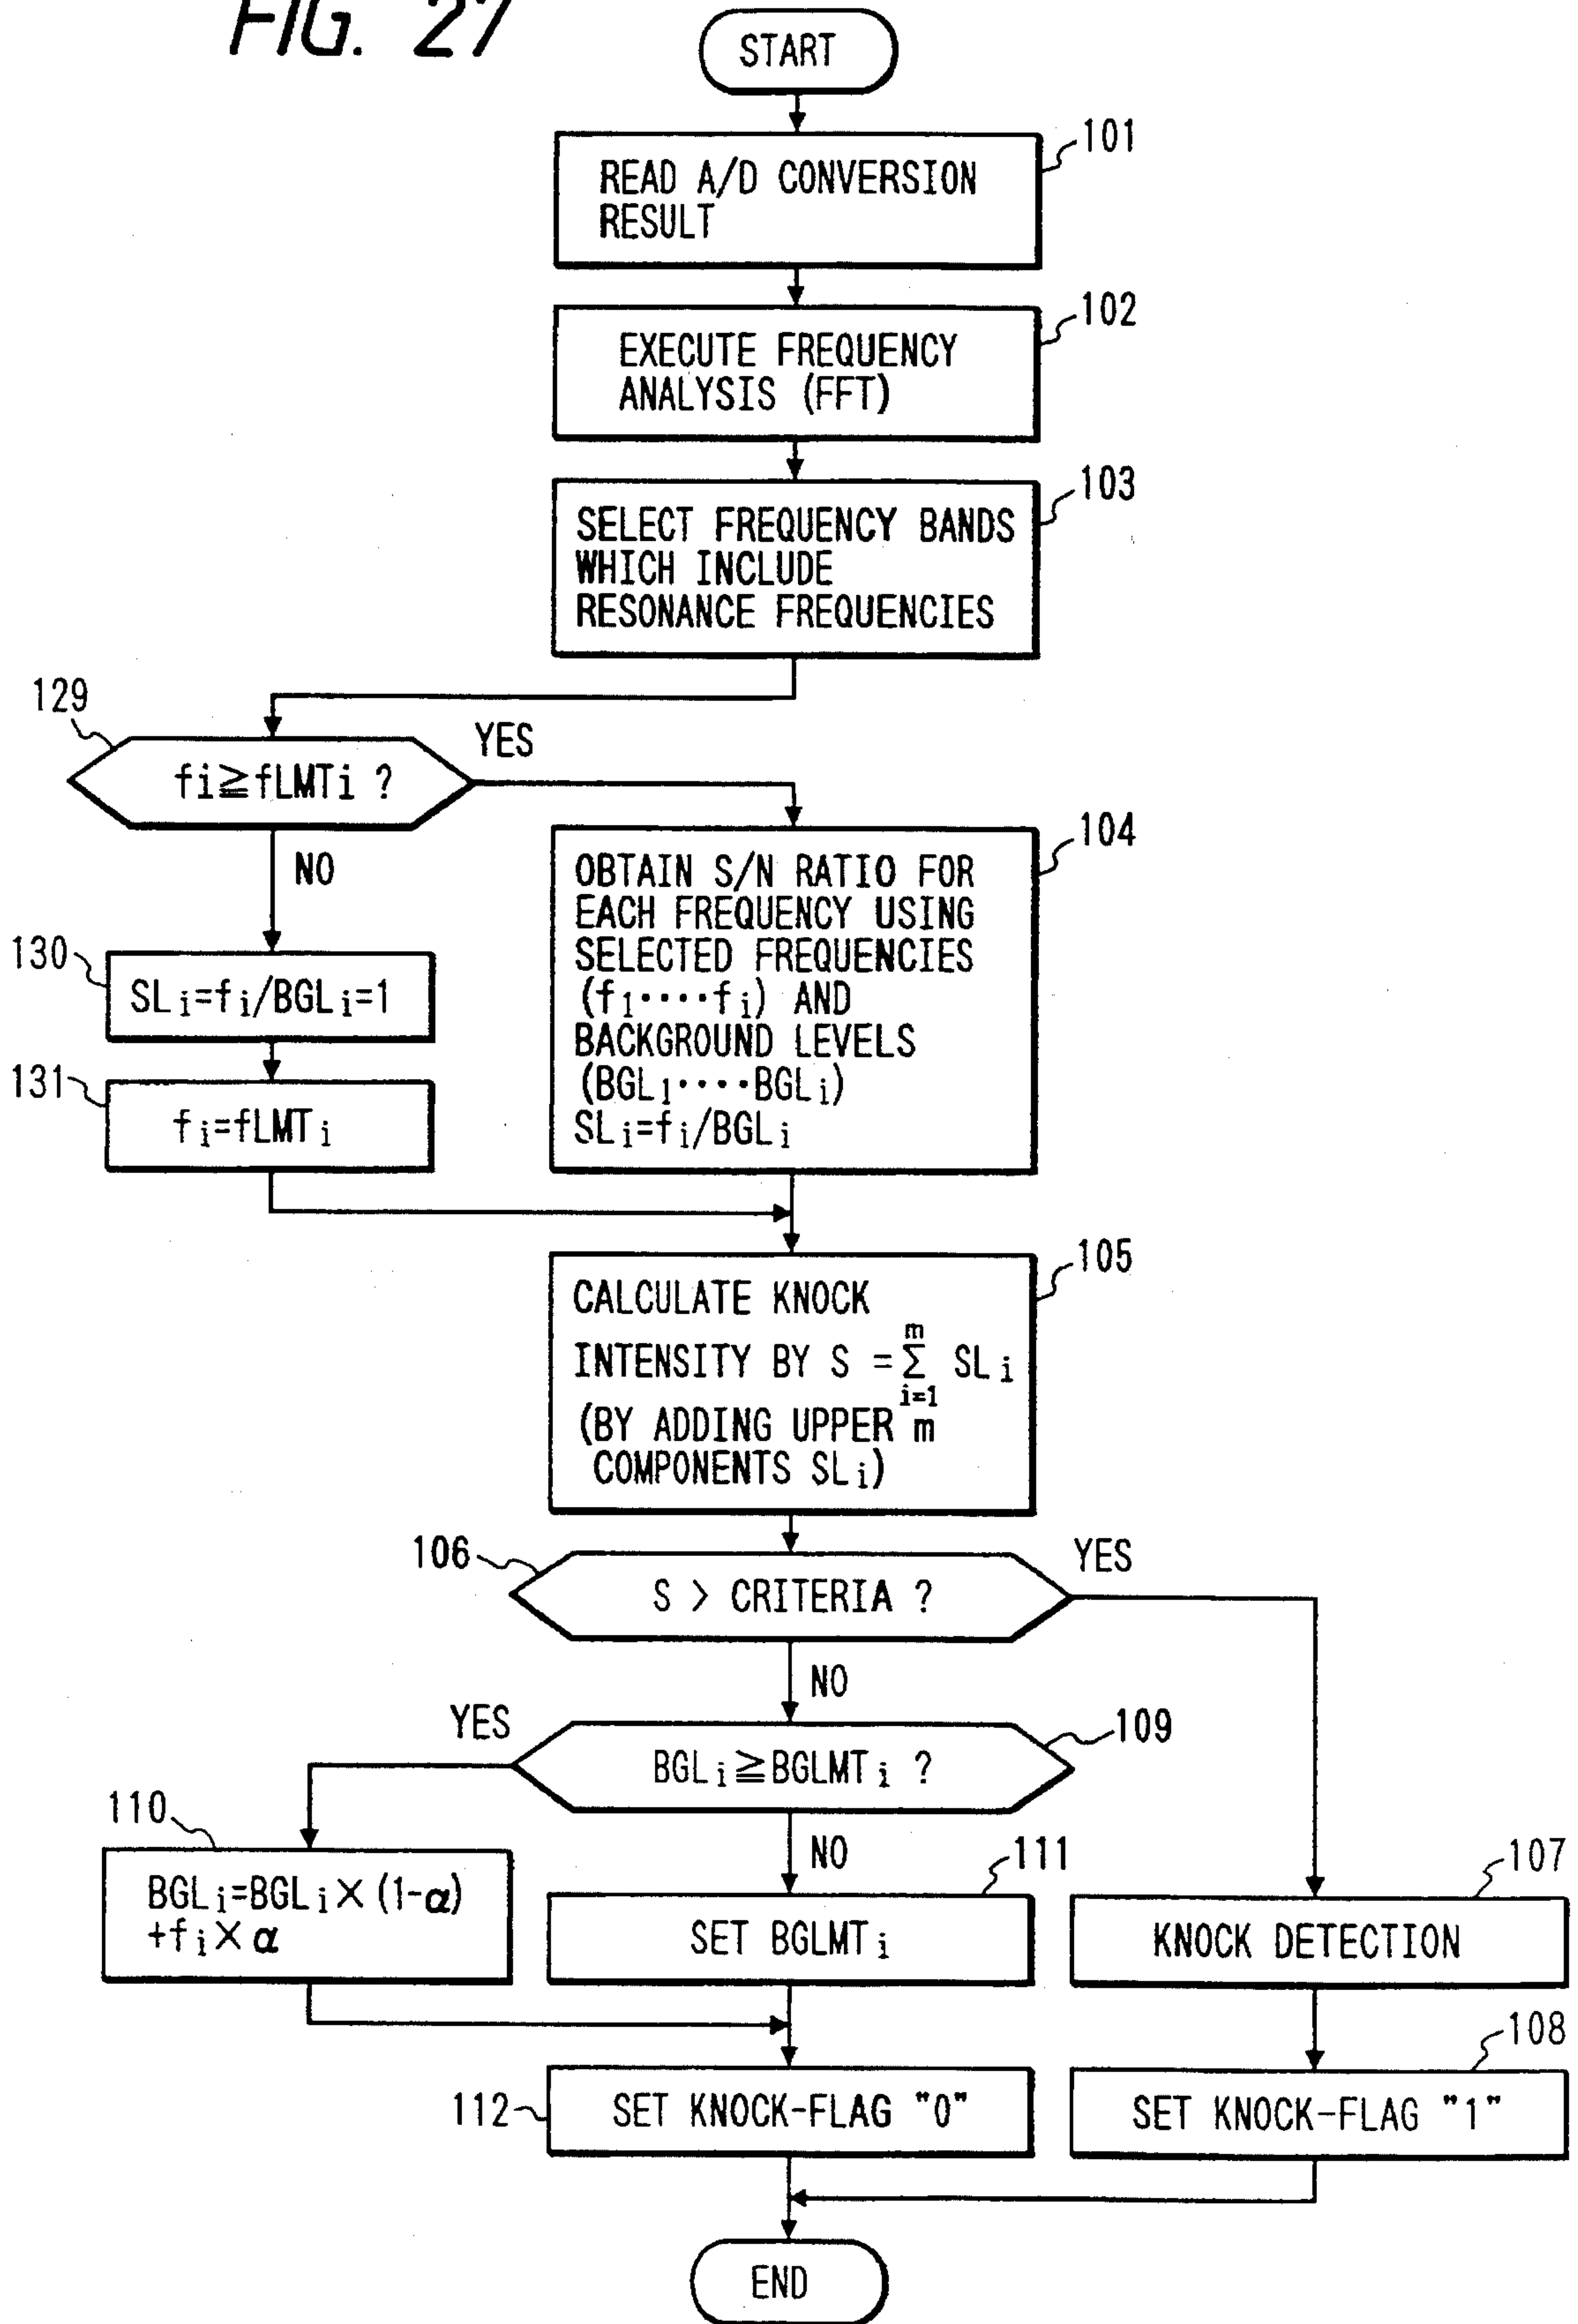 FIG. 27
START
101
READ A/D CONVERSION
RESULT
102
EXECUTE FREQUENCY
ANALYSIS (FFT)
103
SELECT FREQUENCY BANDS
WHICH INCLUDE
RESONANCE FREQUENCIES
129
fi≧fLMTi ?
YES
NO
104
OBTAIN S/N RATIO FOR
EACH FREQUENCY USING
SELECTED FREQUENCIES
(f1····fi) AND
BACKGROUND LEVELS
(BGL1····BGLi)
SLi=fi/BGLi
130
SLi=fi/BGLi=1
131
fi=fLMTi
105
CALCULATE KNOCK
INTENSITY BY S = m Σ i=1 SLi
(BY ADDING UPPER m
COMPONENTS SLi)
106
S > CRITERIA ?
YES
NO
109
BGLi≧BGLMTi ?
YES
NO
110
BGLi=BGLi×(1-α)
+fi×α
111
SET BGLMTi
107
KNOCK DETECTION
112
SET KNOCK-FLAG "0"
108
SET KNOCK-FLAG "1"
END